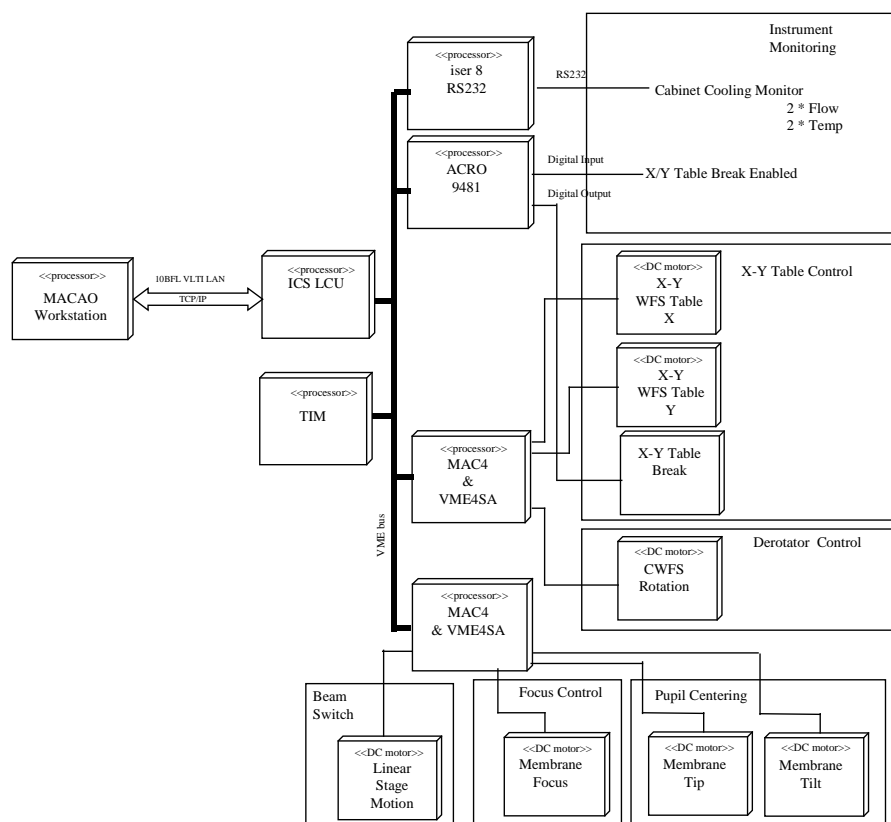 Instrument
Monitoring
<<processor>>
iser 8
RS232
RS232
Cabinet Cooling Monitor
2 * Flow
2 * Temp
<<processor>>
ACRO
9481
Digital Input
X/Y Table Break Enabled
Digital Output
<<processor>>
MACAO
Workstation
10BFL VLTI LAN
TCP/IP
<<processor>>
ICS LCU
<<DC motor>>
X-Y
WFS Table
X
X-Y Table Control
<<processor>>
TIM
<<DC motor>>
X-Y
WFS Table
Y
<<processor>>
MAC4
&
VME4SA
X-Y Table
Break
VME bus
Derotator Control
<<DC motor>>
CWFS
Rotation
<<processor>>
MAC4
& VME4SA
Beam
Switch
Focus Control
Pupil Centering
<<DC motor>>
Linear
Stage
Motion
<<DC motor>>
Membrane
Focus
<<DC motor>>
Membrane
Tip
<<DC motor>>
Membrane
Tilt